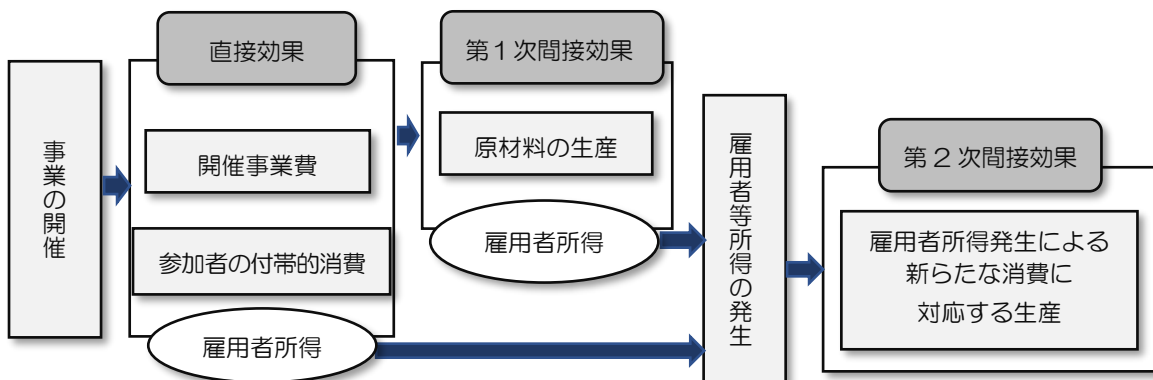 事業の開催
直接効果
開催事業費
参加者の付帯的消費
雇用者所得
第１次間接効果
原材料の生産
雇用者所得
雇用者等所得の発生
第２次間接効果
雇用者所得発生による
新らたな消費に
対応する生産